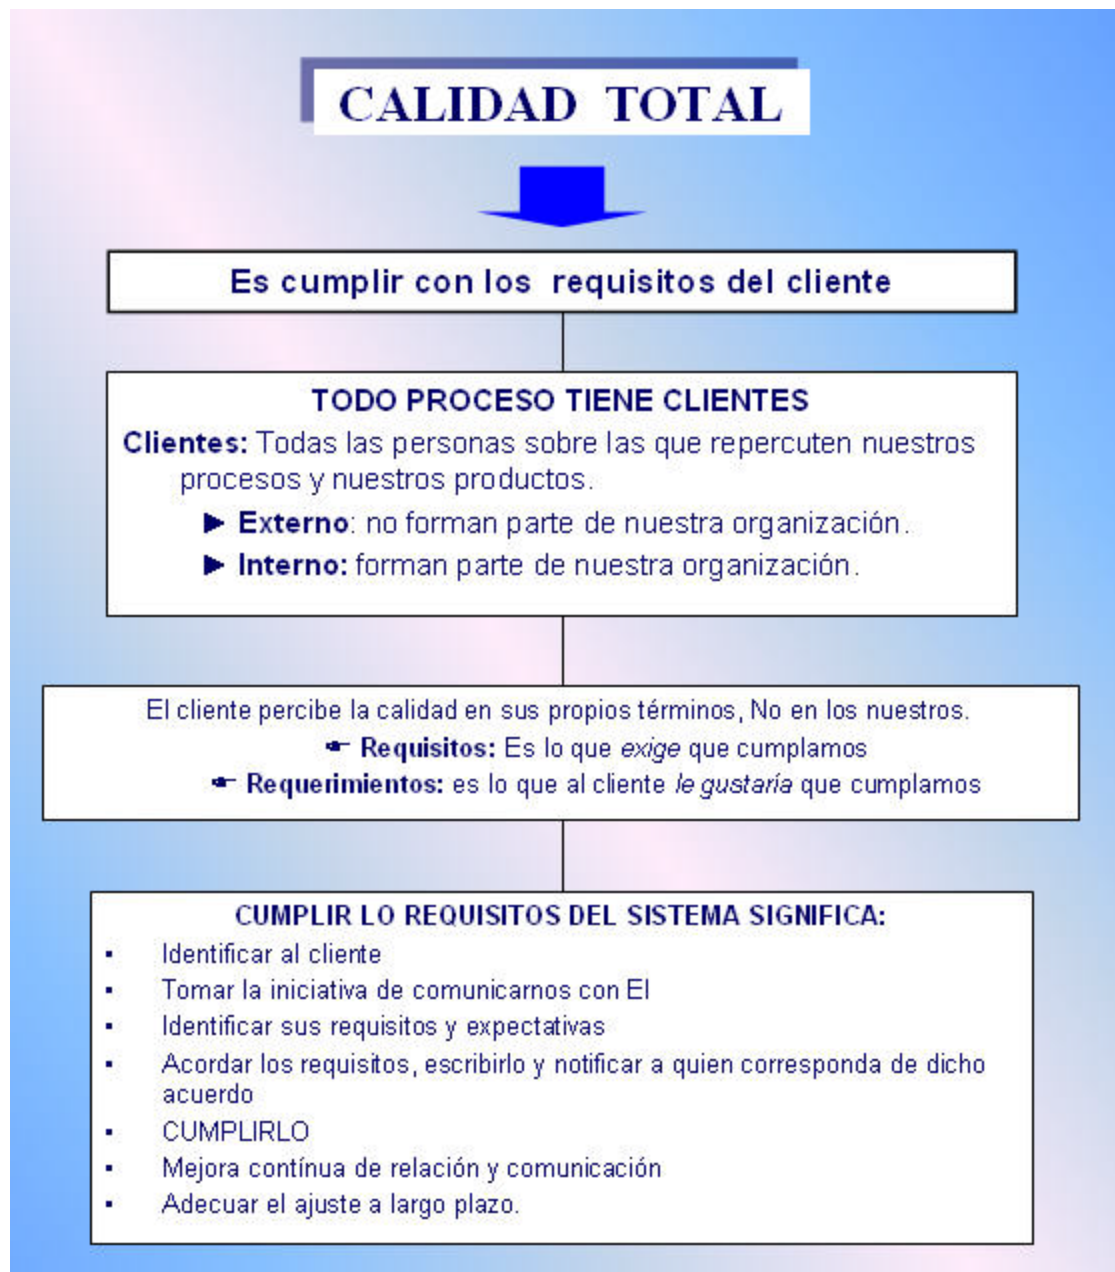 CALIDAD TOTAL
Es cumplir con los requisitos del cliente
TODO PROCESO TIENE CLIENTES
Clientes: Todas las personas sobre las que repercuten nuestros
procesos y nuestros productos.
► Externo: no forman parte de nuestra organización.
► Interno: forman parte de nuestra organización.
El cliente percibe la calidad en sus propios términos, No en los nuestros.
☛ Requisitos: Es lo que exige que cumplamos
☛ Requerimientos: es lo que al cliente le gustaría que cumplamos
CUMPLIR LO REQUISITOS DEL SISTEMA SIGNIFICA:
▪ Identificar al cliente
▪ Tomar la iniciativa de comunicarnos con El
▪ Identificar sus requisitos y expectativas
▪ Acordar los requisitos, escribirlo y notificar a quien corresponda de dicho
acuerdo
▪ CUMPLIRLO
▪ Mejora contínua de relación y comunicación
▪ Adecuar el ajuste a largo plazo.